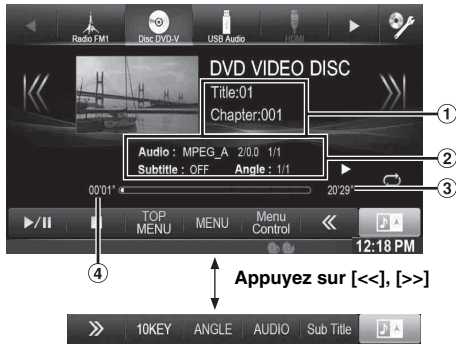 Radio FM1 Disc DVD-V USB Audio HDMI
DVD VIDEO DISC
Title:01
Chapter:001
1
Audio : MPEG_A 2/0.0 1/1
2
Subtitle : OFF Angle : 1/1
00'01" 20'29"
3
TOP MENU MENU Menu Control
12:18 PM
4
Appuyez sur [<<], [>>]
10KEY ANGLE AUDIO Sub Title